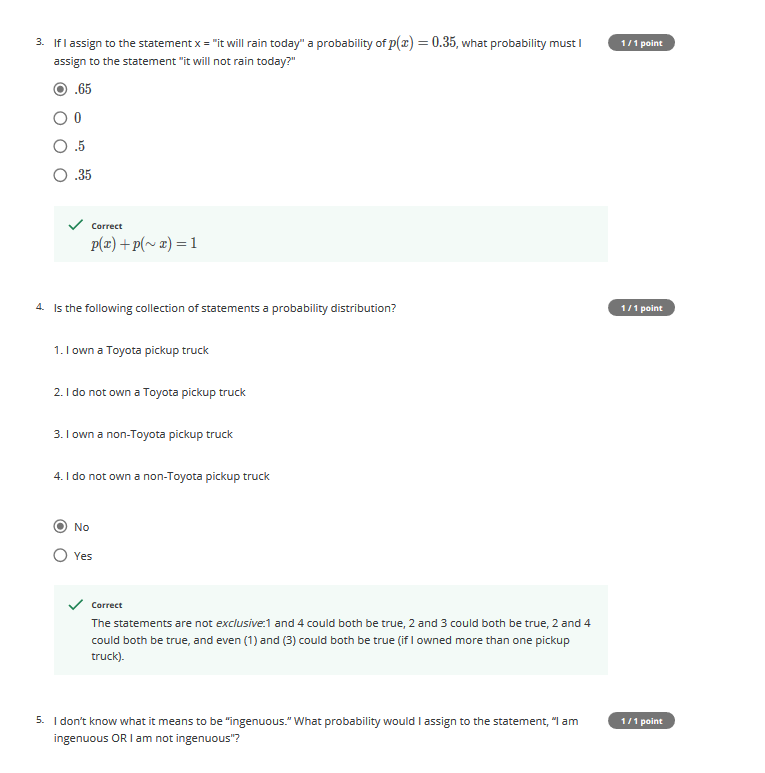 3. If I assign to the statement x = "it will rain today" a probability of p(x) = 0.35, what probability must I
1 / 1 point
assign to the statement "it will not rain today?"
.65
0
.5
.35
Correct
p(x) + p(∼ x) = 1
4. Is the following collection of statements a probability distribution?
1 / 1 point
1. I own a Toyota pickup truck
2. I do not own a Toyota pickup truck
3. I own a non-Toyota pickup truck
4. I do not own a non-Toyota pickup truck
No
Yes
Correct
The statements are not exclusive:1 and 4 could both be true, 2 and 3 could both be true, 2 and 4
could both be true, and even (1) and (3) could both be true (if I owned more than one pickup
truck).
5. I don't know what it means to be “ingenuous.” What probability would I assign to the statement, “I am
1 / 1 point
ingenuous OR I am not ingenuous”?